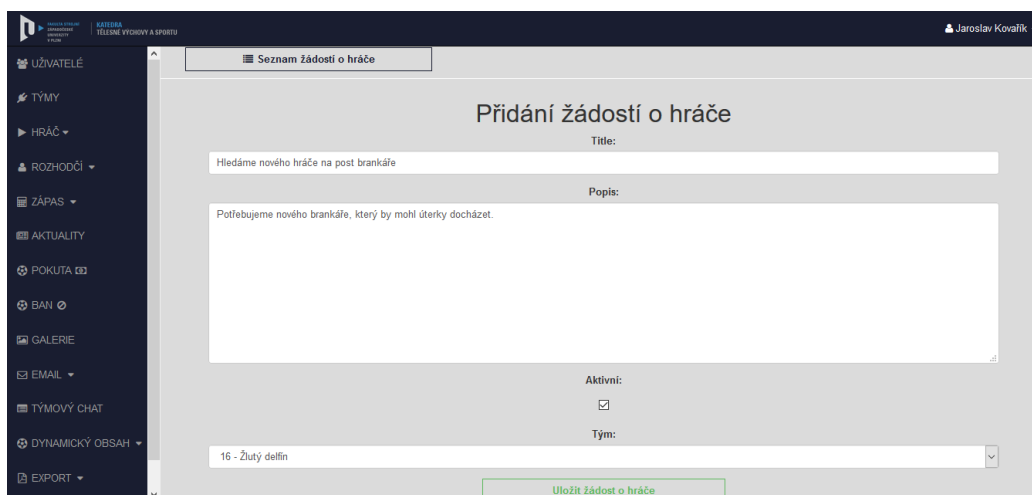 KATEDRA
TĚLESNÉ VÝCHOVY A SPORTU
Jaroslav Kovařík
UŽIVATELÉ
TÝMY
HRÁČ
ROZHODČÍ
ZÁPAS
AKTUALITY
POKUTA
BAN
GALERIE
EMAIL
TÝMOVÝ CHAT
DYNAMICKÝ OBSAH
EXPORT
Seznam žádostí o hráče
Přidání žádostí o hráče
Title:
Hledáme nového hráče na post brankáře
Popis:
Potřebujeme nového brankáře, který by mohl úterky docházet.
Aktivní:
Tým:
16 - Žlutý delfín
Uložit žádost o hráče